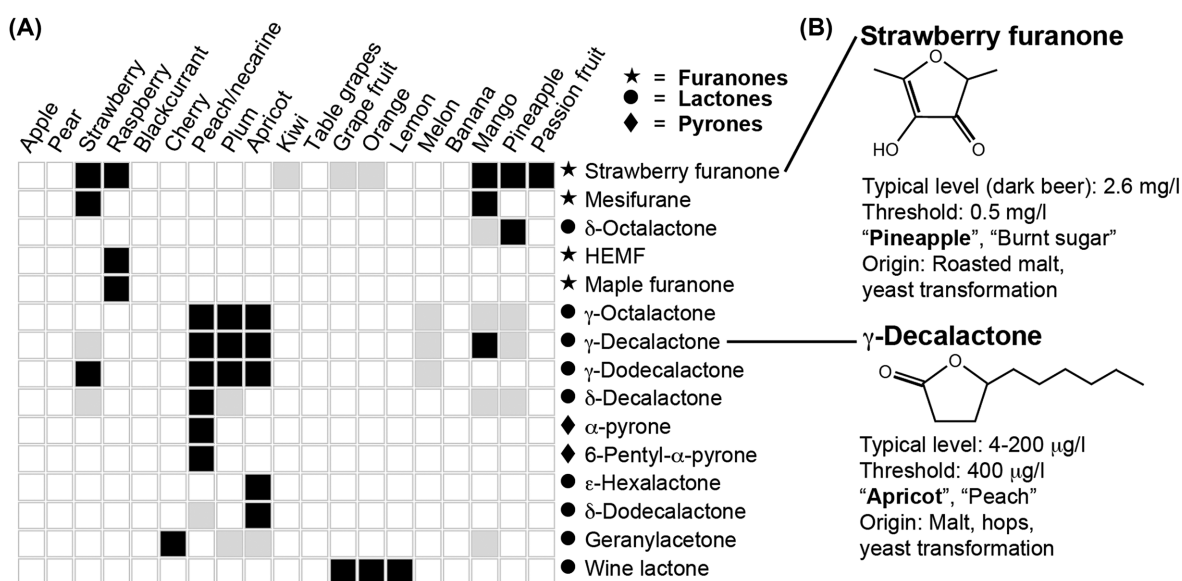 (A)
Apple
Pear
Strawberry
Raspberry
Blackcurrant
Cherry
Peach/necarine
Plum
Apricot
Kiwi
Table grapes
Grape fruit
Orange
Lemon
Melon
Banana
Mango
Pineapple
Passion fruit
★ = Furanones
● = Lactones
♦ = Pyrones
★ Strawberry furanone
★ Mesifurane
● δ-Octalactone
★ HEMF
★ Maple furanone
● γ-Octalactone
● γ-Decalactone
● γ-Dodecalactone
● δ-Decalactone
♦ α-pyrone
♦ 6-Pentyl-α-pyrone
● ε-Hexalactone
● δ-Dodecalactone
● Geranylacetone
● Wine lactone
(B)
Strawberry furanone
O
HO
O
Typical level (dark beer): 2.6 mg/l
Threshold: 0.5 mg/l
“Pineapple”, “Burnt sugar”
Origin: Roasted malt,
yeast transformation
γ-Decalactone
O
O
Typical level: 4-200 μg/l
Threshold: 400 μg/l
“Apricot”, “Peach”
Origin: Malt, hops,
yeast transformation